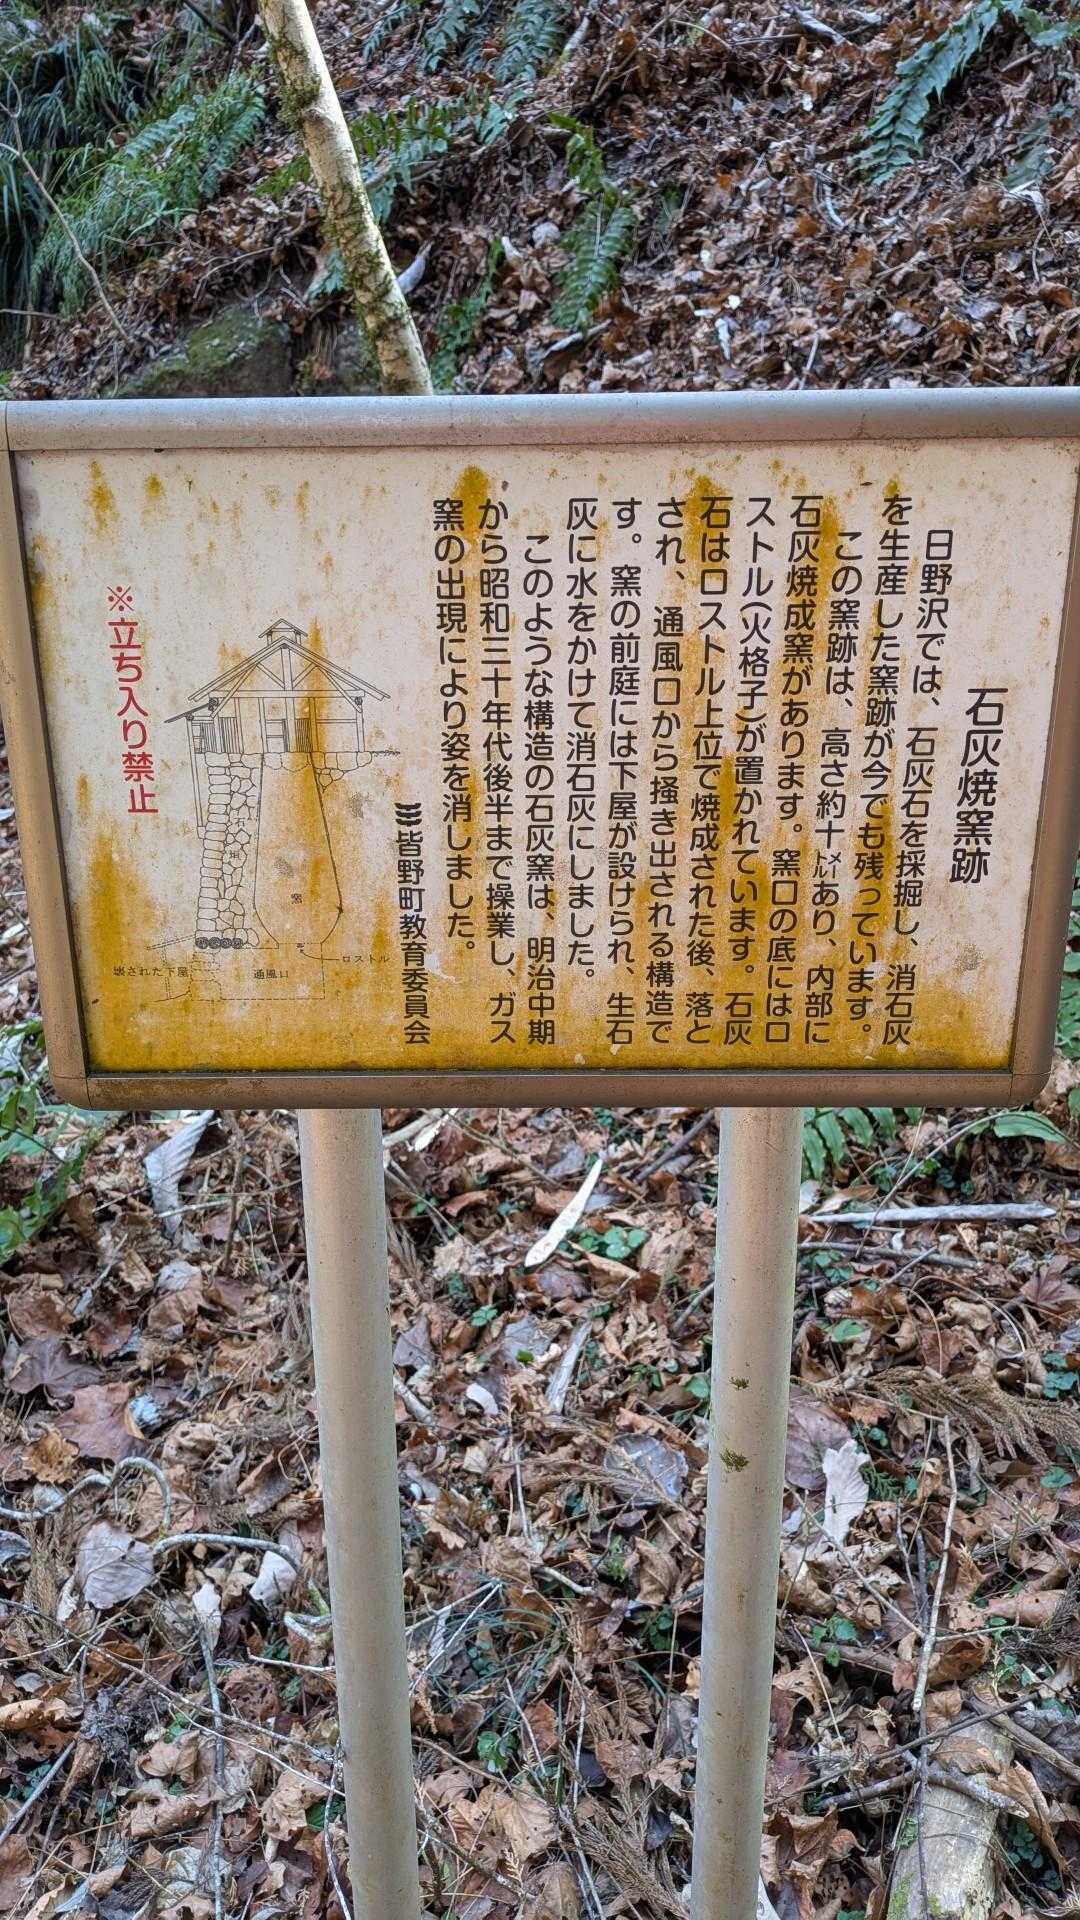 石灰焼窯跡
日野沢では、石灰石を採掘し、消石灰
を生産した窯跡が今でも残っています。
この窯跡は、高さ約十メートルあり、内部に
石灰焼成窯があります。窯口の底にはロ
ストル(火格子)が置かれています。石灰
石はロストル上位で焼成された後、落と
され、通風口から掻き出される構造で
す。窯の前庭には下屋が設けられ、生石
灰に水をかけて消石灰にしました。
このような構造の石灰窯は、明治中期
から昭和三十年代後半まで操業し、ガス
窯の出現により姿を消しました。
皆野町教育委員会
窯
石
垣
ロストル
通風口
壊された下屋
※立ち入り禁止